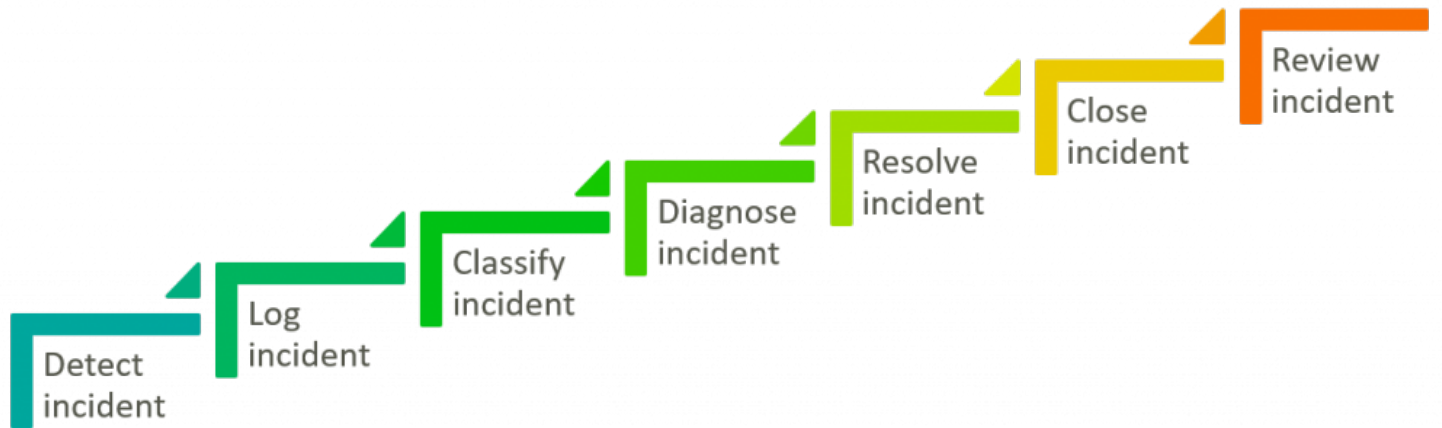 Detect
incident
Log
incident
Classify
incident
Diagnose
incident
Resolve
incident
Close
incident
Review
incident